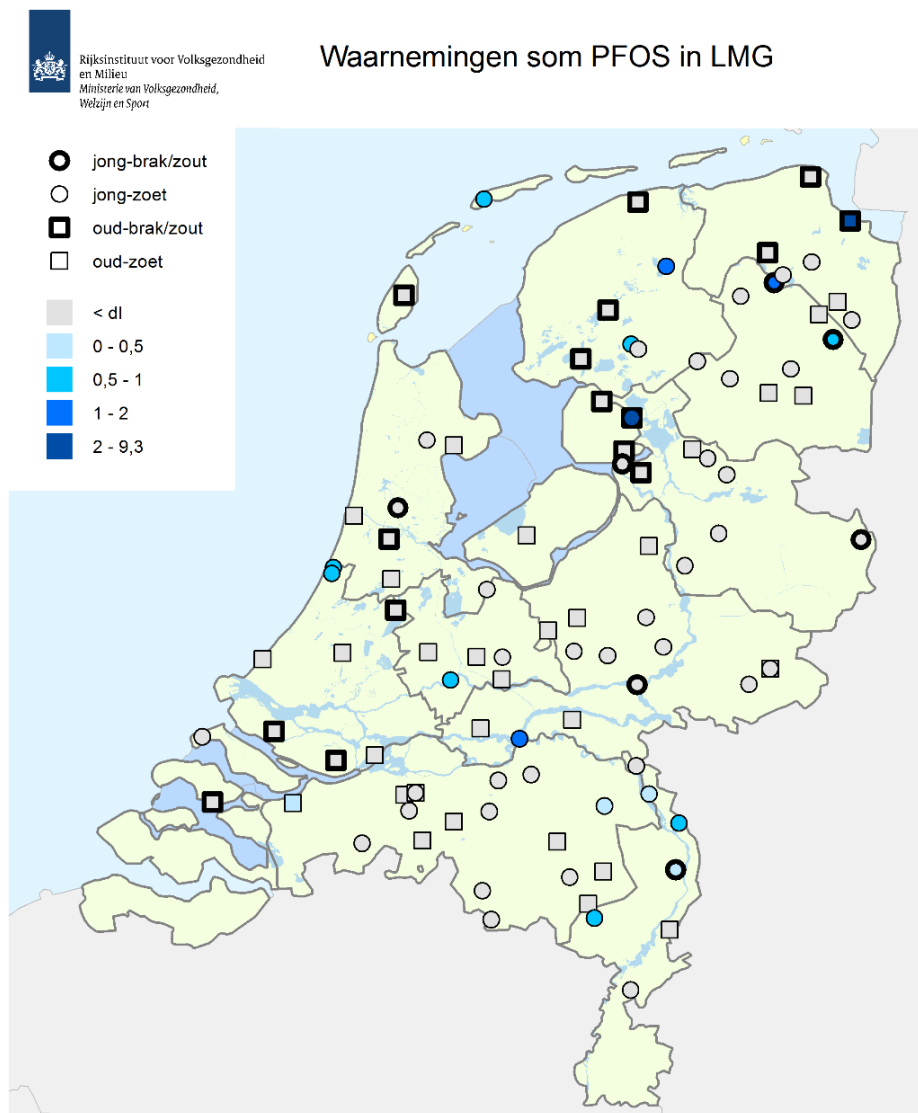 Rijksinstituut voor Volksgezondheid
en Milieu
Ministerie van Volksgezondheid,
Welzijn en Sport
Waarnemingen som PFOS in LMG
jong-brak/zout
jong-zoet
oud-brak/zout
oud-zoet
< dl
0 - 0,5
0,5 - 1
1 - 2
2 - 9,3